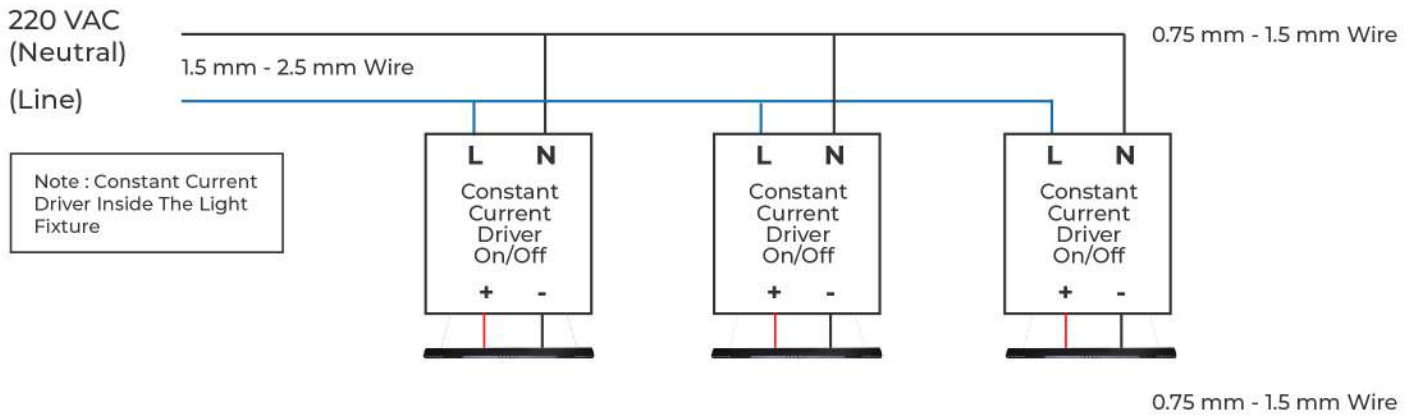 220 VAC
(Neutral)
0.75 mm - 1.5 mm Wire
1.5 mm - 2.5 mm Wire
(Line)
Note : Constant Current
Driver Inside The Light
Fixture
L N
Constant
Current
Driver
On/Off
+ -
L N
Constant
Current
Driver
On/Off
+ -
L N
Constant
Current
Driver
On/Off
+ -
0.75 mm - 1.5 mm Wire